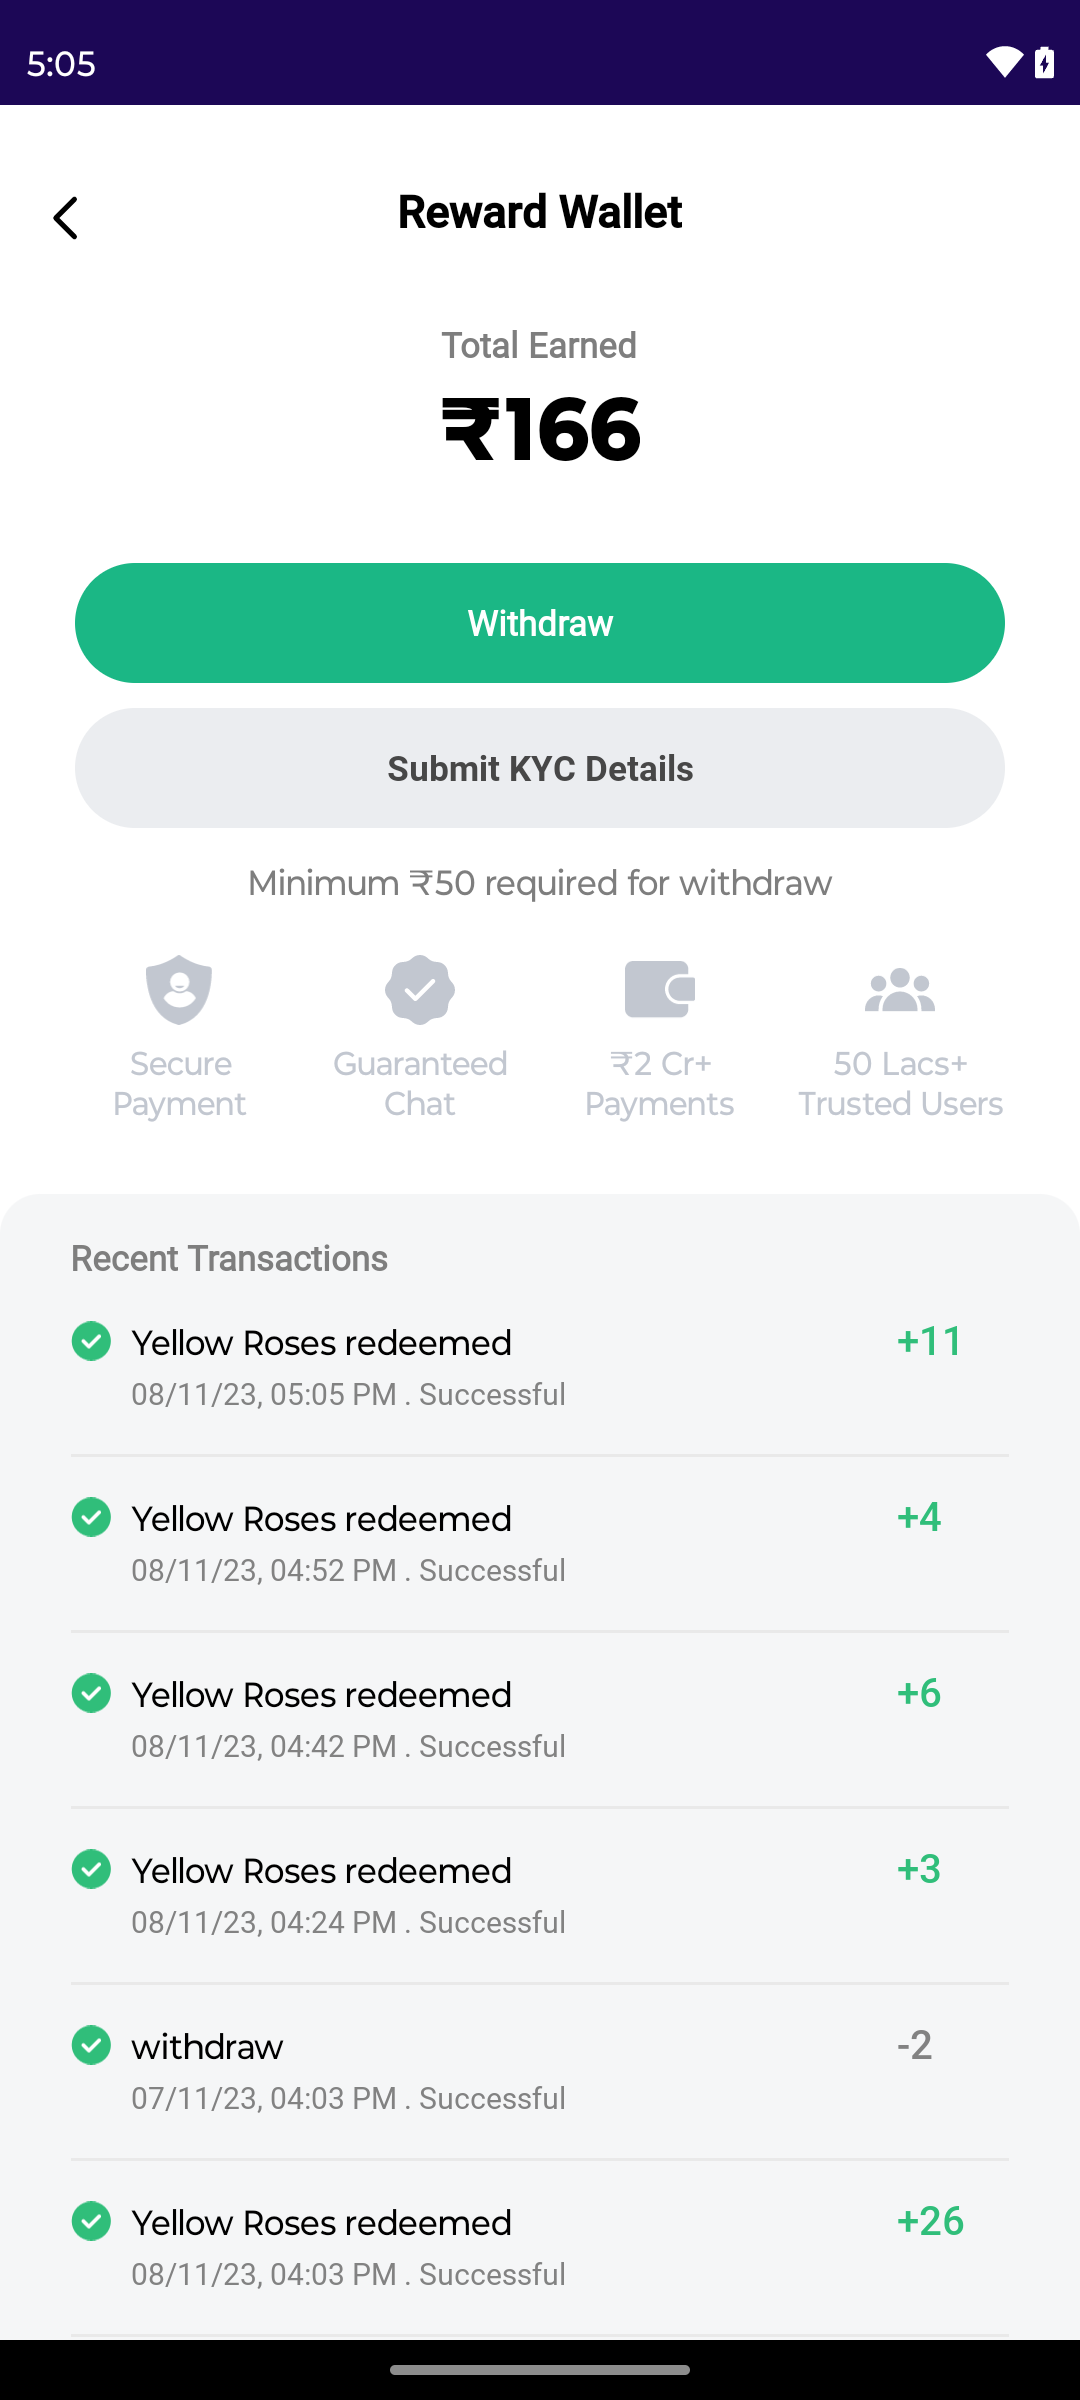 5:05
Reward Wallet
Total Earned
₹166
Withdraw
Submit KYC Details
Minimum ₹50 required for withdraw
Secure Payment
Guaranteed Chat
₹2 Cr+ Payments
50 Lacs+ Trusted Users
Recent Transactions
Yellow Roses redeemed +11
08/11/23, 05:05 PM . Successful
Yellow Roses redeemed +4
08/11/23, 04:52 PM . Successful
Yellow Roses redeemed +6
08/11/23, 04:42 PM . Successful
Yellow Roses redeemed +3
08/11/23, 04:24 PM . Successful
withdraw -2
07/11/23, 04:03 PM . Successful
Yellow Roses redeemed +26
08/11/23, 04:03 PM . Successful